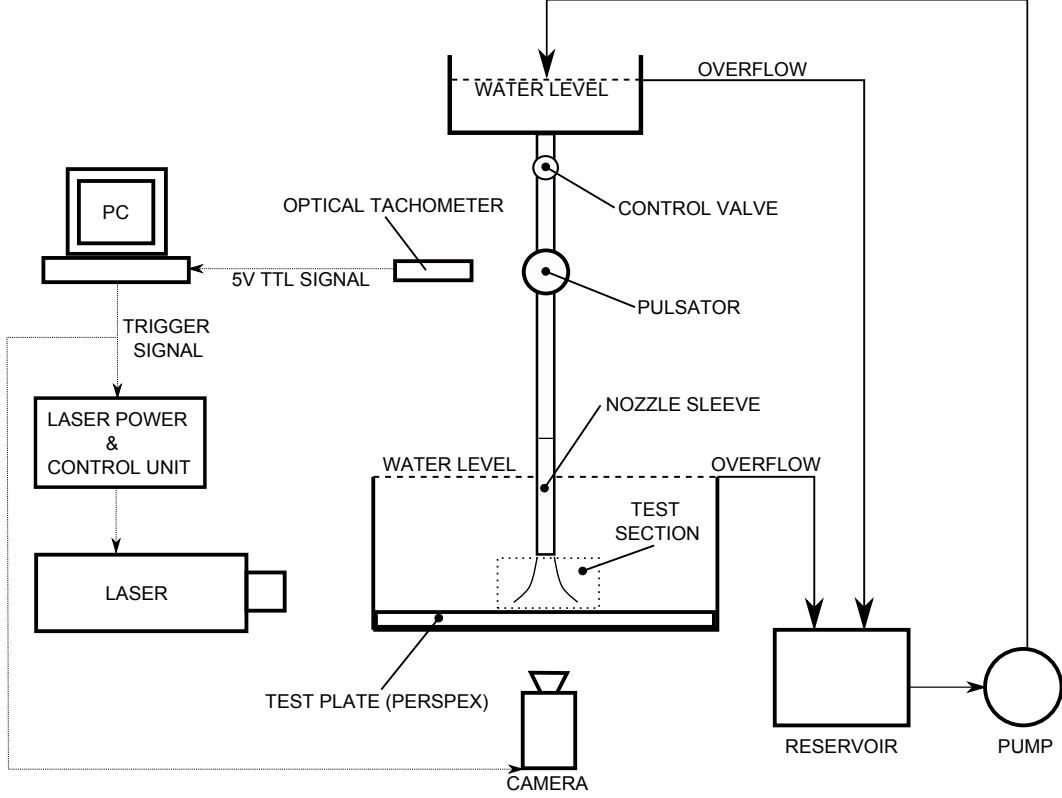 OVERFLOW
WATER LEVEL
PC
OPTICAL TACHOMETER
CONTROL VALVE
5V TTL SIGNAL
PULSATOR
TRIGGER
SIGNAL
LASER POWER
&
CONTROL UNIT
NOZZLE SLEEVE
WATER LEVEL
OVERFLOW
TEST
SECTION
LASER
TEST PLATE (PERSPEX)
CAMERA
RESERVOIR
PUMP